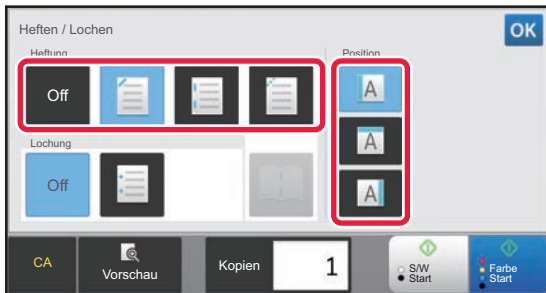 Heften / Lochen
OK
Heftung
Position
Off
A
A
A
Lochung
Off
CA
Vorschau
Kopien
1
S/W
Start
Farbe
Start